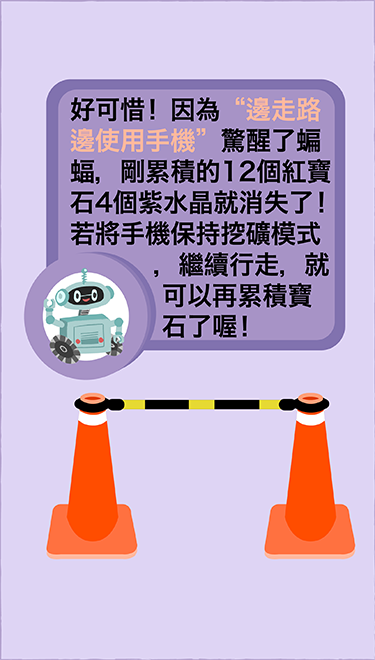 好可惜！因為“邊走路
邊使用手機”驚醒了蝙
蝠，剛累積的12個紅寶
石4個紫水晶就消失了！
若將手機保持挖礦模式
，繼續行走，就
可以再累積寶
石了喔！